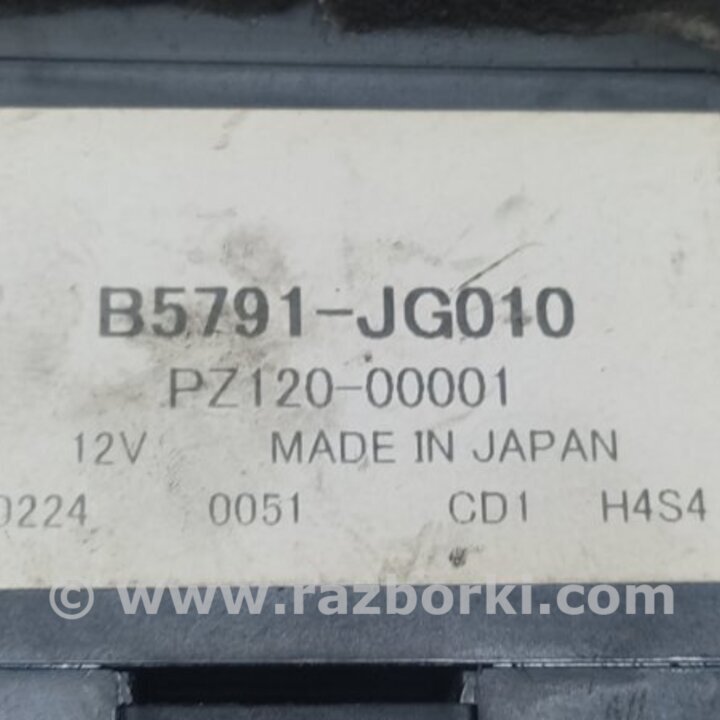 B5791-JG010
PZ120-00001
12V MADE IN JAPAN
0224 0051 CD1 H4S4
© www.razborki.com